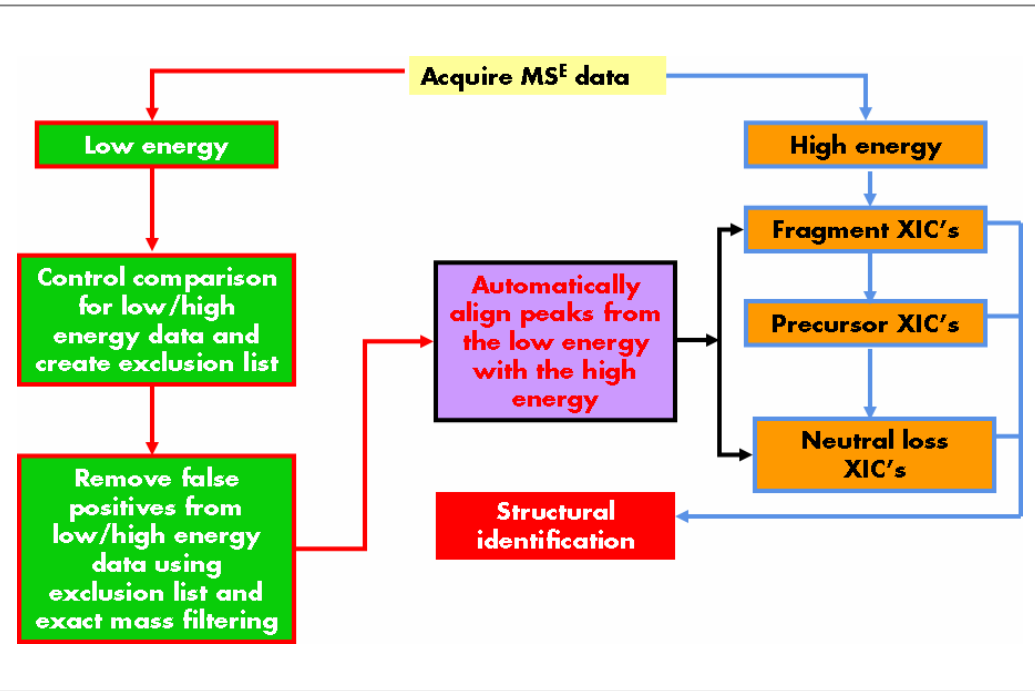 Acquire MSᴱ data
Low energy
High energy
Control comparison
for low/high
energy data and
create exclusion list
Remove false
positives from
low/high energy
data using
exclusion list and
exact mass filtering
Automatically
align peaks from
the low energy
with the high
energy
Fragment XIC's
Precursor XIC's
Neutral loss
XIC's
Structural
identification